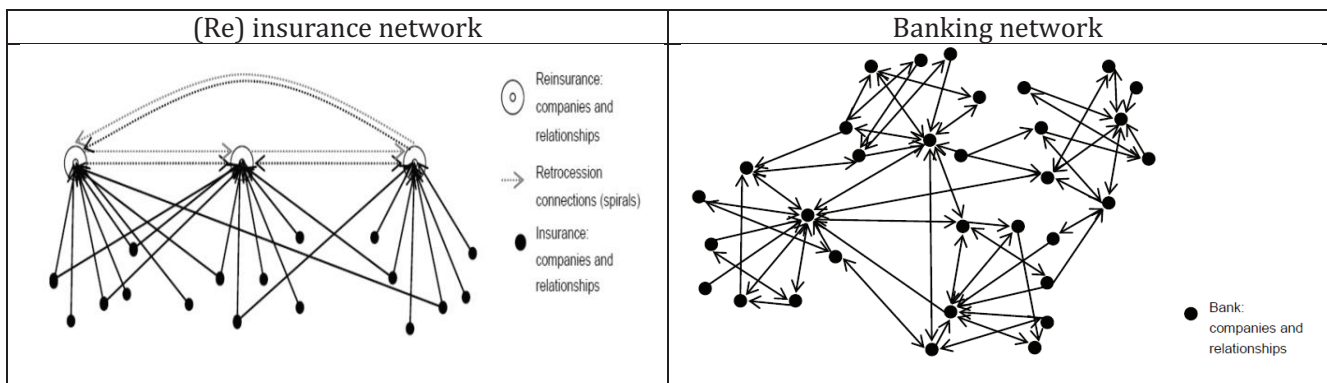 (Re) insurance network
Banking network
Reinsurance:
companies and
relationships
Retrocession
connections (spirals)
Insurance:
companies and
relationships
Bank:
companies and
relationships